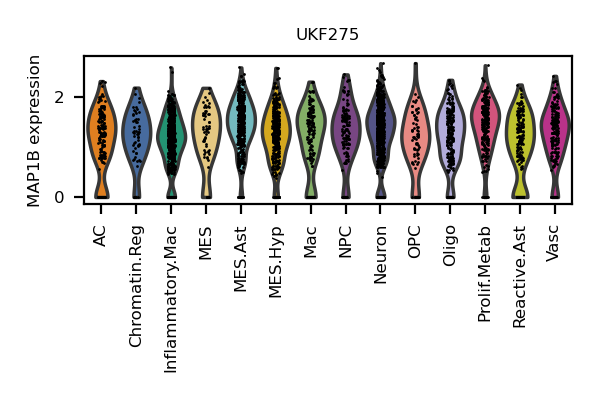 UKF275
MAP1B expression
2
0
AC
Chromatin.Reg
Inflammatory.Mac
MES
MES.Ast
MES.Hyp
Mac
NPC
Neuron
OPC
Oligo
Prolif.Metab
Reactive.Ast
Vasc